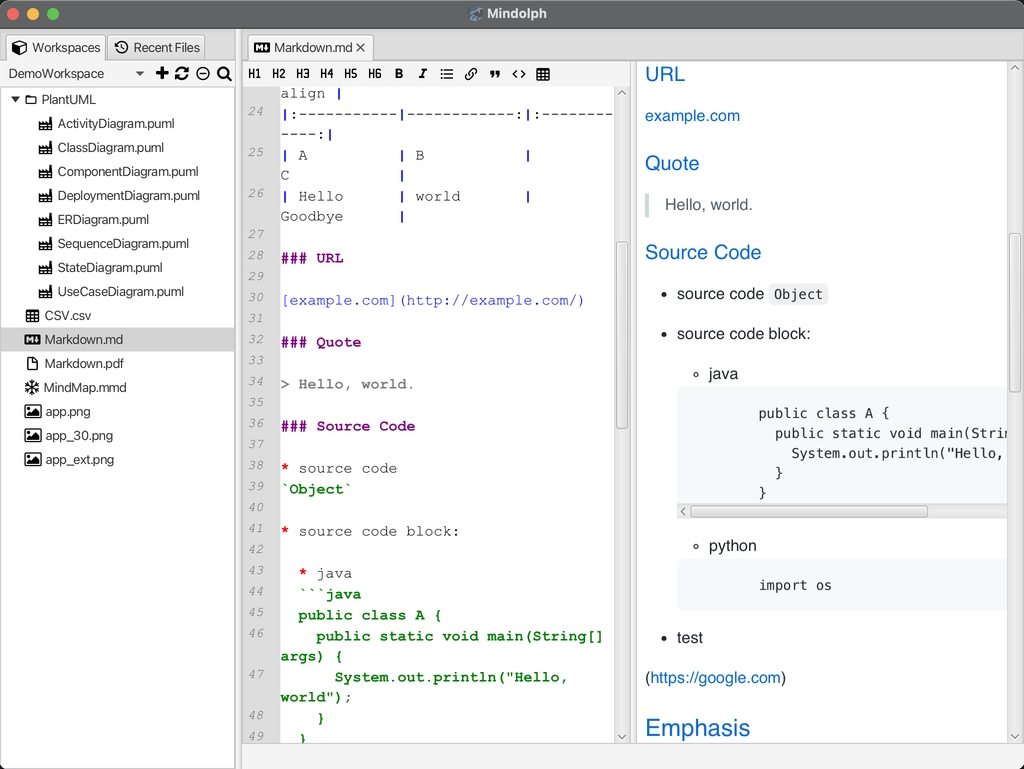 Mindolph
Workspaces
Recent Files
DemoWorkspace
PlantUML
ActivityDiagram.puml
ClassDiagram.puml
ComponentDiagram.puml
DeploymentDiagram.puml
ERDiagram.puml
SequenceDiagram.puml
StateDiagram.puml
UseCaseDiagram.puml
CSV.csv
Markdown.md
Markdown.pdf
MindMap.mmd
app.png
app_30.png
app_ext.png
Markdown.md
H1 H2 H3 H4 H5 H6 B I
align |
24 |:-----------|------------:|:--------
----:|
25 | A | B |
C |
26 | Hello | world |
Goodbye |
27
28 ### URL
29
30 [example.com](http://example.com/)
31
32 ### Quote
33
34 > Hello, world.
35
36 ### Source Code
37
38 * source code
39 `Object`
40
41 * source code block:
42
43 * java
44 ```java
45 public class A {
46 public static void main(String[]
args) {
47 System.out.println("Hello,
world");
48 }
49 }
URL
example.com
Quote
Hello, world.
Source Code
• source code Object
• source code block:
◦ java
public class A {
public static void main(Strin
System.out.println("Hello,
}
}
◦ python
import os
• test
(https://google.com)
Emphasis